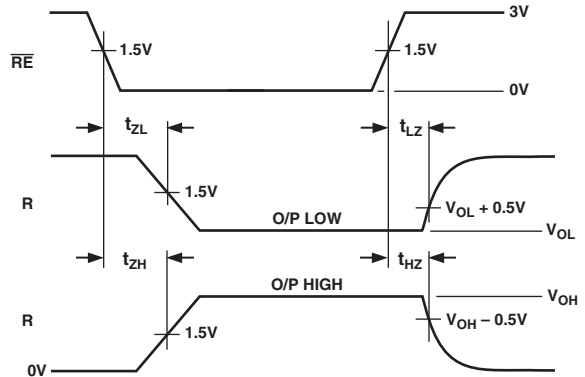 3V
RE
1.5V
1.5V
0V
tZL
tLZ
R
1.5V
O/P LOW
VOL + 0.5V
VOL
tZH
tHZ
O/P HIGH
VOH
R
1.5V
VOH – 0.5V
0V